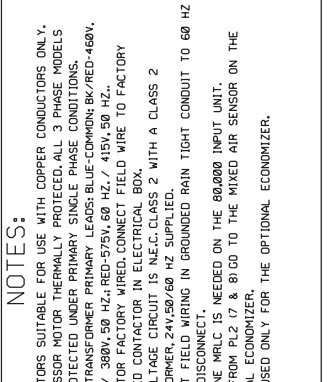 NOTES:
TORS SUITABLE FOR USE WITH COPPER CONDUCTORS ONLY.
SSOR MOTOR THERMALLY PROTECED. ALL 3 PHASE MODELS
OTECTED UNDER PRIMARY SINGLE PHASE CONDITIONS.
TRANSFORMER PRIMARY LEADS: BLUE-COMMON; BK/RED-460V,
/ 380V, 50 HZ.; RED-575V, 60 HZ. / 415V, 50 HZ..
TOR FACTORY WIRED. CONNECT FIELD WIRE TO FACTORY
D CONTACTOR IN ELECTRICAL BOX.
LTAGE CIRCUIT IS N.E.C. CLASS 2 WITH A CLASS 2
ORMER, 24V, 50/60 HZ SUPPLIED.
T FIELD WIRING IN GROUNDED RAIN TIGHT CONDUIT TO 60 HZ
DISCONNECT.
NE MRLC IS NEEDED ON THE 80,000 INPUT UNIT.
FROM PL2 (7 & 8) GO TO THE MIXED AIR SENSOR ON THE
AL ECONOMIZER.
USED ONLY FOR THE OPTIONAL ECONOMIZER.